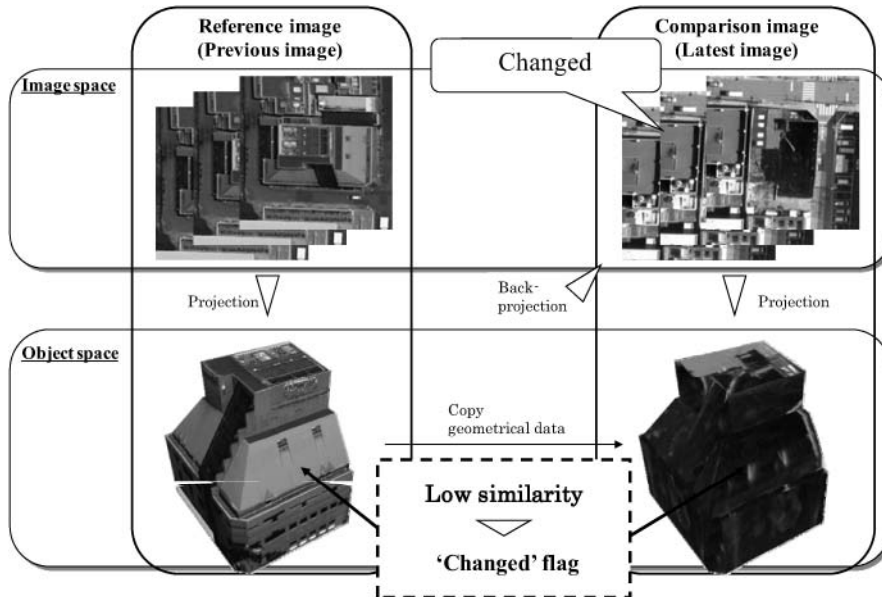 Reference image
(Previous image)
Comparison image
(Latest image)
Changed
Image space
Projection
Back-
projection
Projection
Object space
Copy
geometrical data
Low similarity
‘Changed’ flag